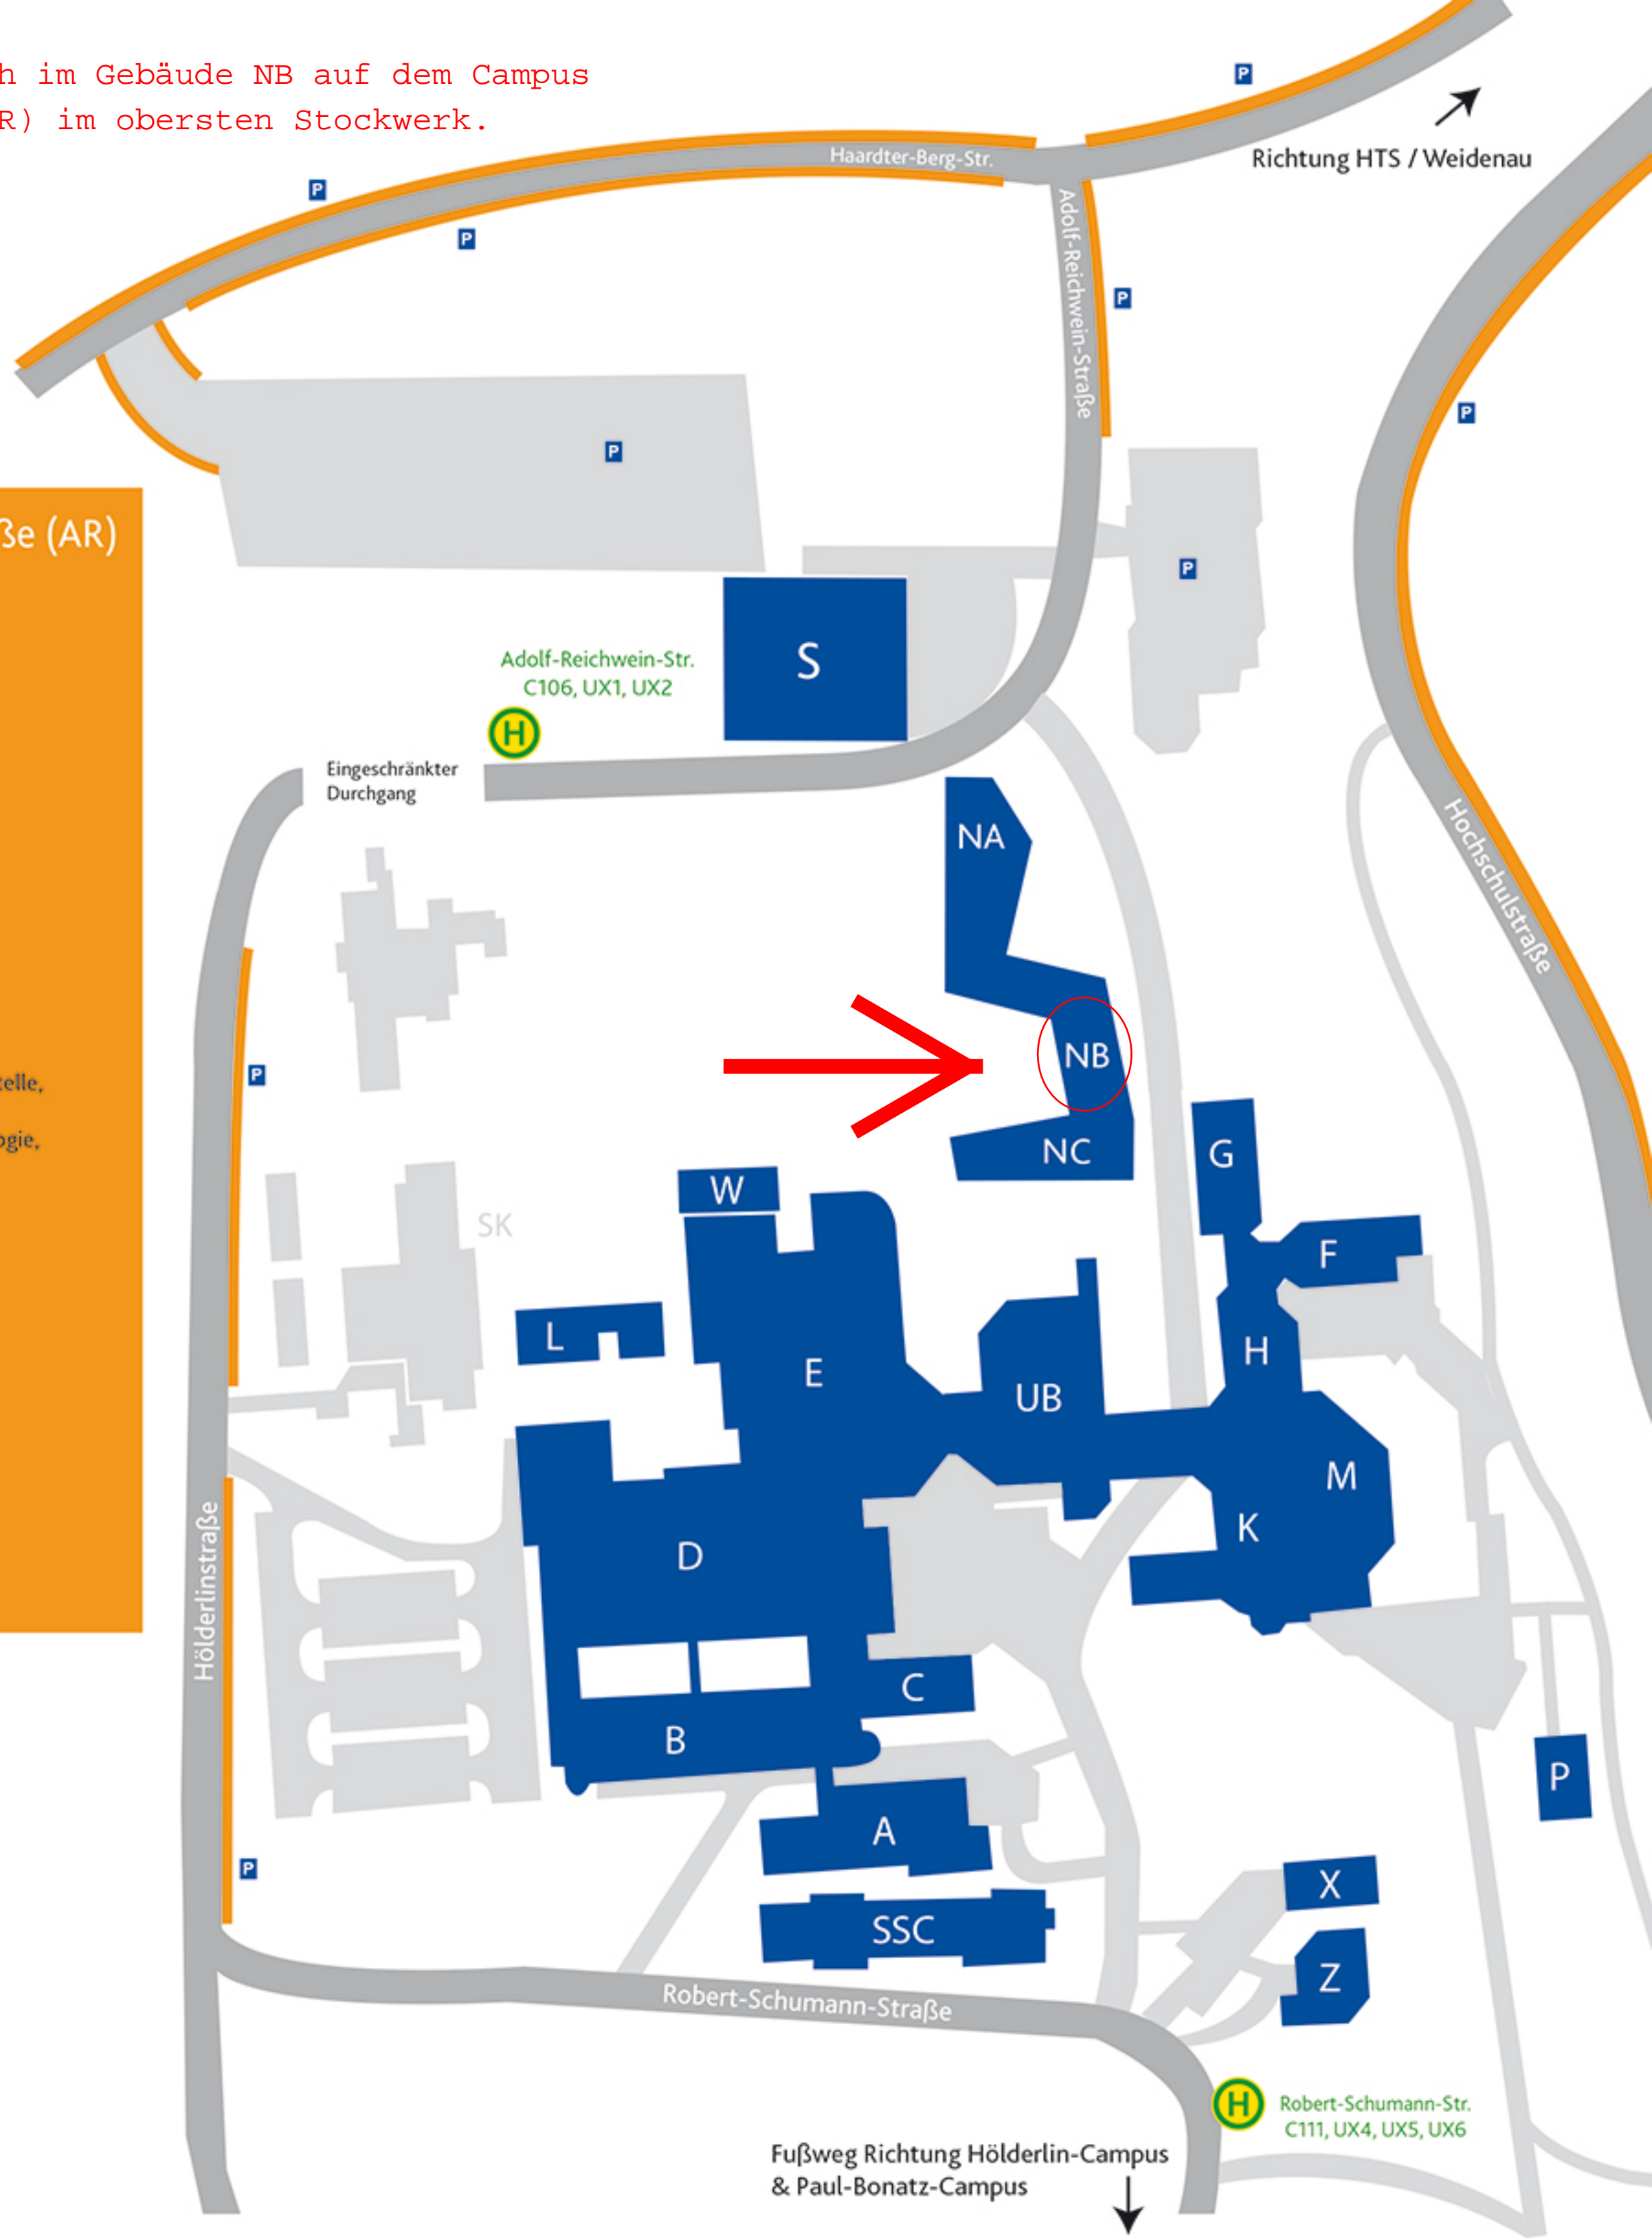 h im Gebäude NB auf dem Campus
R) im obersten Stockwerk.
P
Haardter-Berg-Str.
Richtung HTS / Weidenau
P
P
Adolf-Reichwein-Straße
P
P
P
ße (AR)
P
Adolf-Reichwein-Str.
C106, UX1, UX2
H
S
Eingeschränkter
Durchgang
NA
Hochschulstraße
NB
P
elle,
ogie,
NC
G
W
SK
F
L
E
H
UB
M
K
D
Hölderlinstraße
C
B
P
A
P
X
SSC
Z
Robert-Schumann-Straße
H
Robert-Schumann-Str.
C111, UX4, UX5, UX6
Fußweg Richtung Hölderlin-Campus
& Paul-Bonatz-Campus